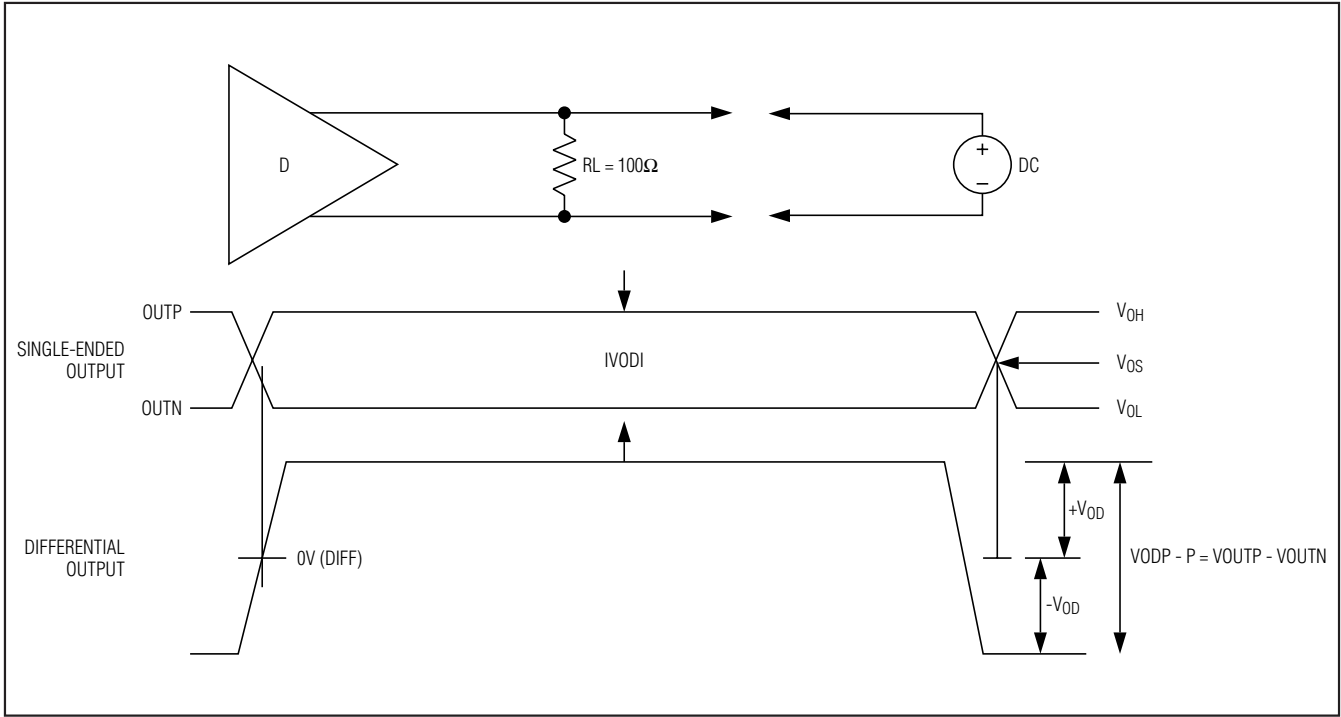 D
RL = 100Ω
+
−
DC
OUTP
SINGLE-ENDED
OUTPUT
OUTN
IVODI
VOH
VOS
VOL
DIFFERENTIAL
OUTPUT
0V (DIFF)
+VOD
-VOD
VODP - P = VOUTP - VOUTN